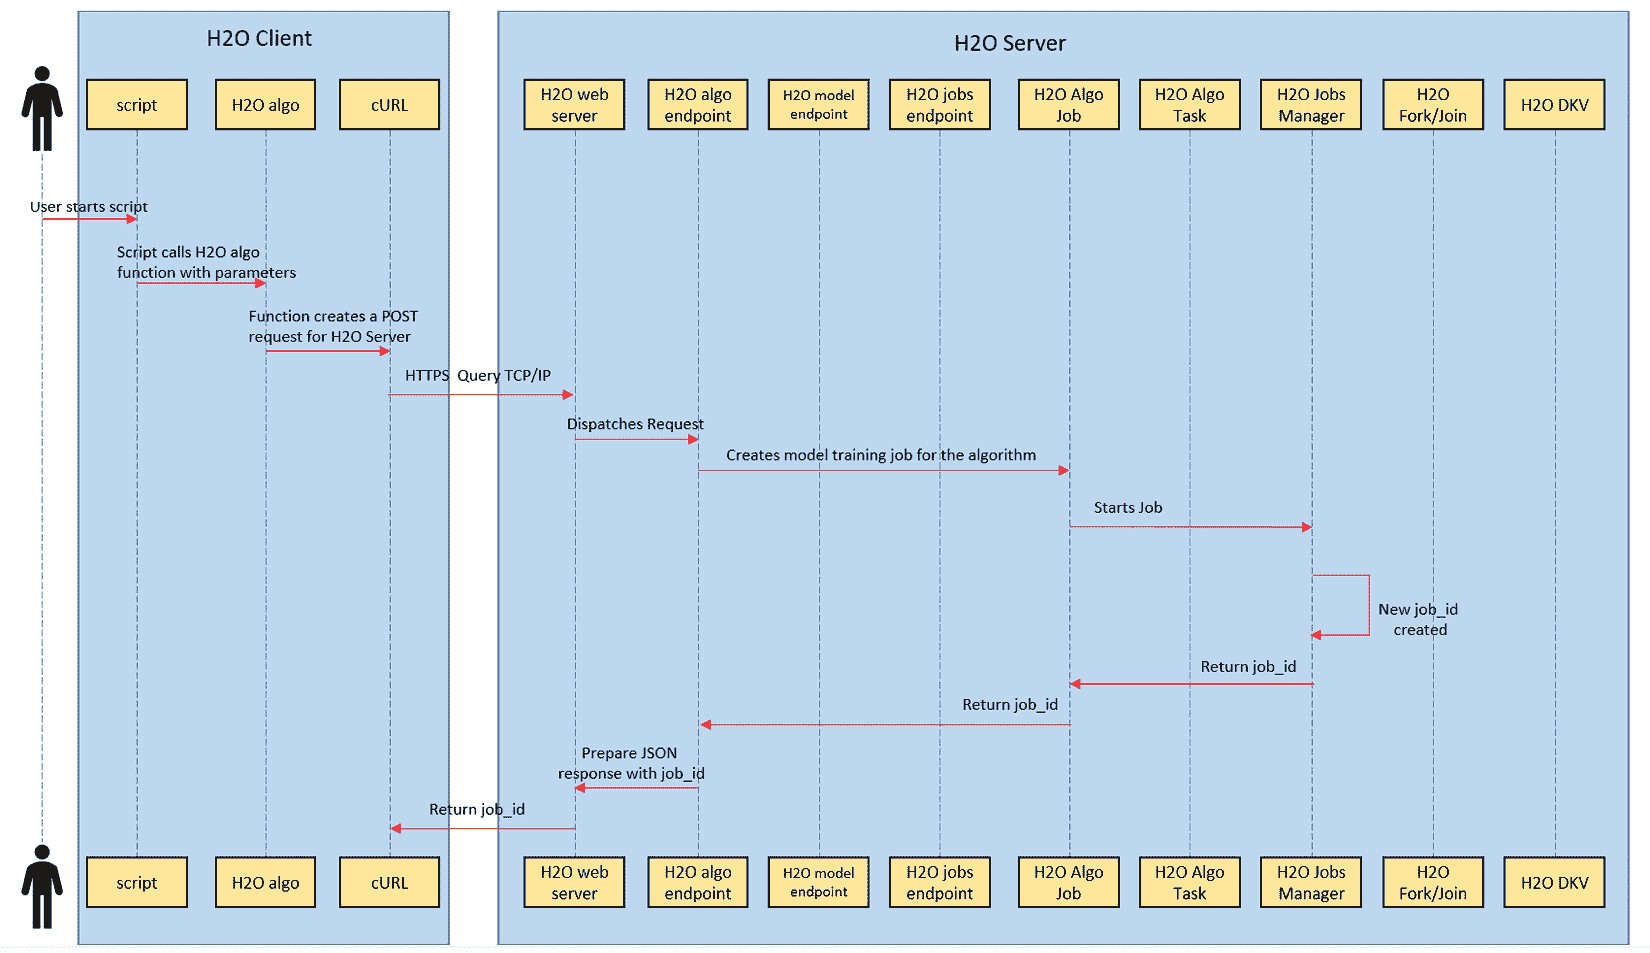 H2O Client
H2O Server
script
H2O algo
cURL
H2O web
server
H2O algo
endpoint
H2O model
endpoint
H2O jobs
endpoint
H2O Algo
Job
H2O Algo
Task
H2O Jobs
Manager
H2O
Fork/Join
H2O DKV
User starts script
Script calls H2O algo
function with parameters
Function creates a POST
request for H2O Server
HTTPS Query TCP/IP
Dispatches Request
Creates model training job for the algorithm
Starts Job
New job_id
created
Return job_id
Return job_id
Prepare JSON
response with job_id
Return job_id
script
H2O algo
cURL
H2O web
server
H2O algo
endpoint
H2O model
endpoint
H2O jobs
endpoint
H2O Algo
Job
H2O Algo
Task
H2O Jobs
Manager
H2O
Fork/Join
H2O DKV